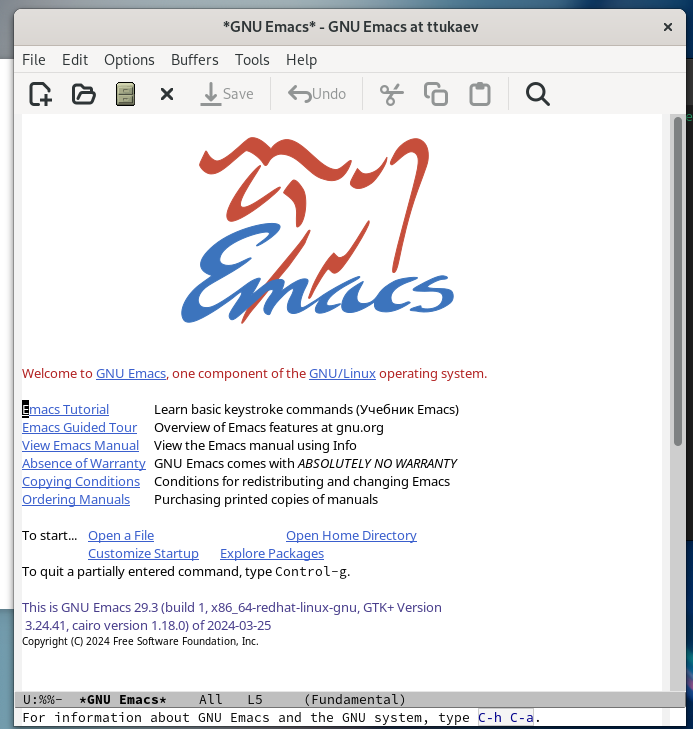 *GNU Emacs* - GNU Emacs at ttukaev
File Edit Options Buffers Tools Help
Save Undo
Emacs
Welcome to GNU Emacs, one component of the GNU/Linux operating system.
Emacs Tutorial Learn basic keystroke commands (Учебник Emacs)
Emacs Guided Tour Overview of Emacs features at gnu.org
View Emacs Manual View the Emacs manual using Info
Absence of Warranty GNU Emacs comes with ABSOLUTELY NO WARRANTY
Copying Conditions Conditions for redistributing and changing Emacs
Ordering Manuals Purchasing printed copies of manuals
To start... Open a File Open Home Directory
Customize Startup Explore Packages
To quit a partially entered command, type Control-g.
This is GNU Emacs 29.3 (build 1, x86_64-redhat-linux-gnu, GTK+ Version
3.24.41, cairo version 1.18.0) of 2024-03-25
Copyright (C) 2024 Free Software Foundation, Inc.
U:%%- *GNU Emacs* All L5 (Fundamental)
For information about GNU Emacs and the GNU system, type C-h C-a.